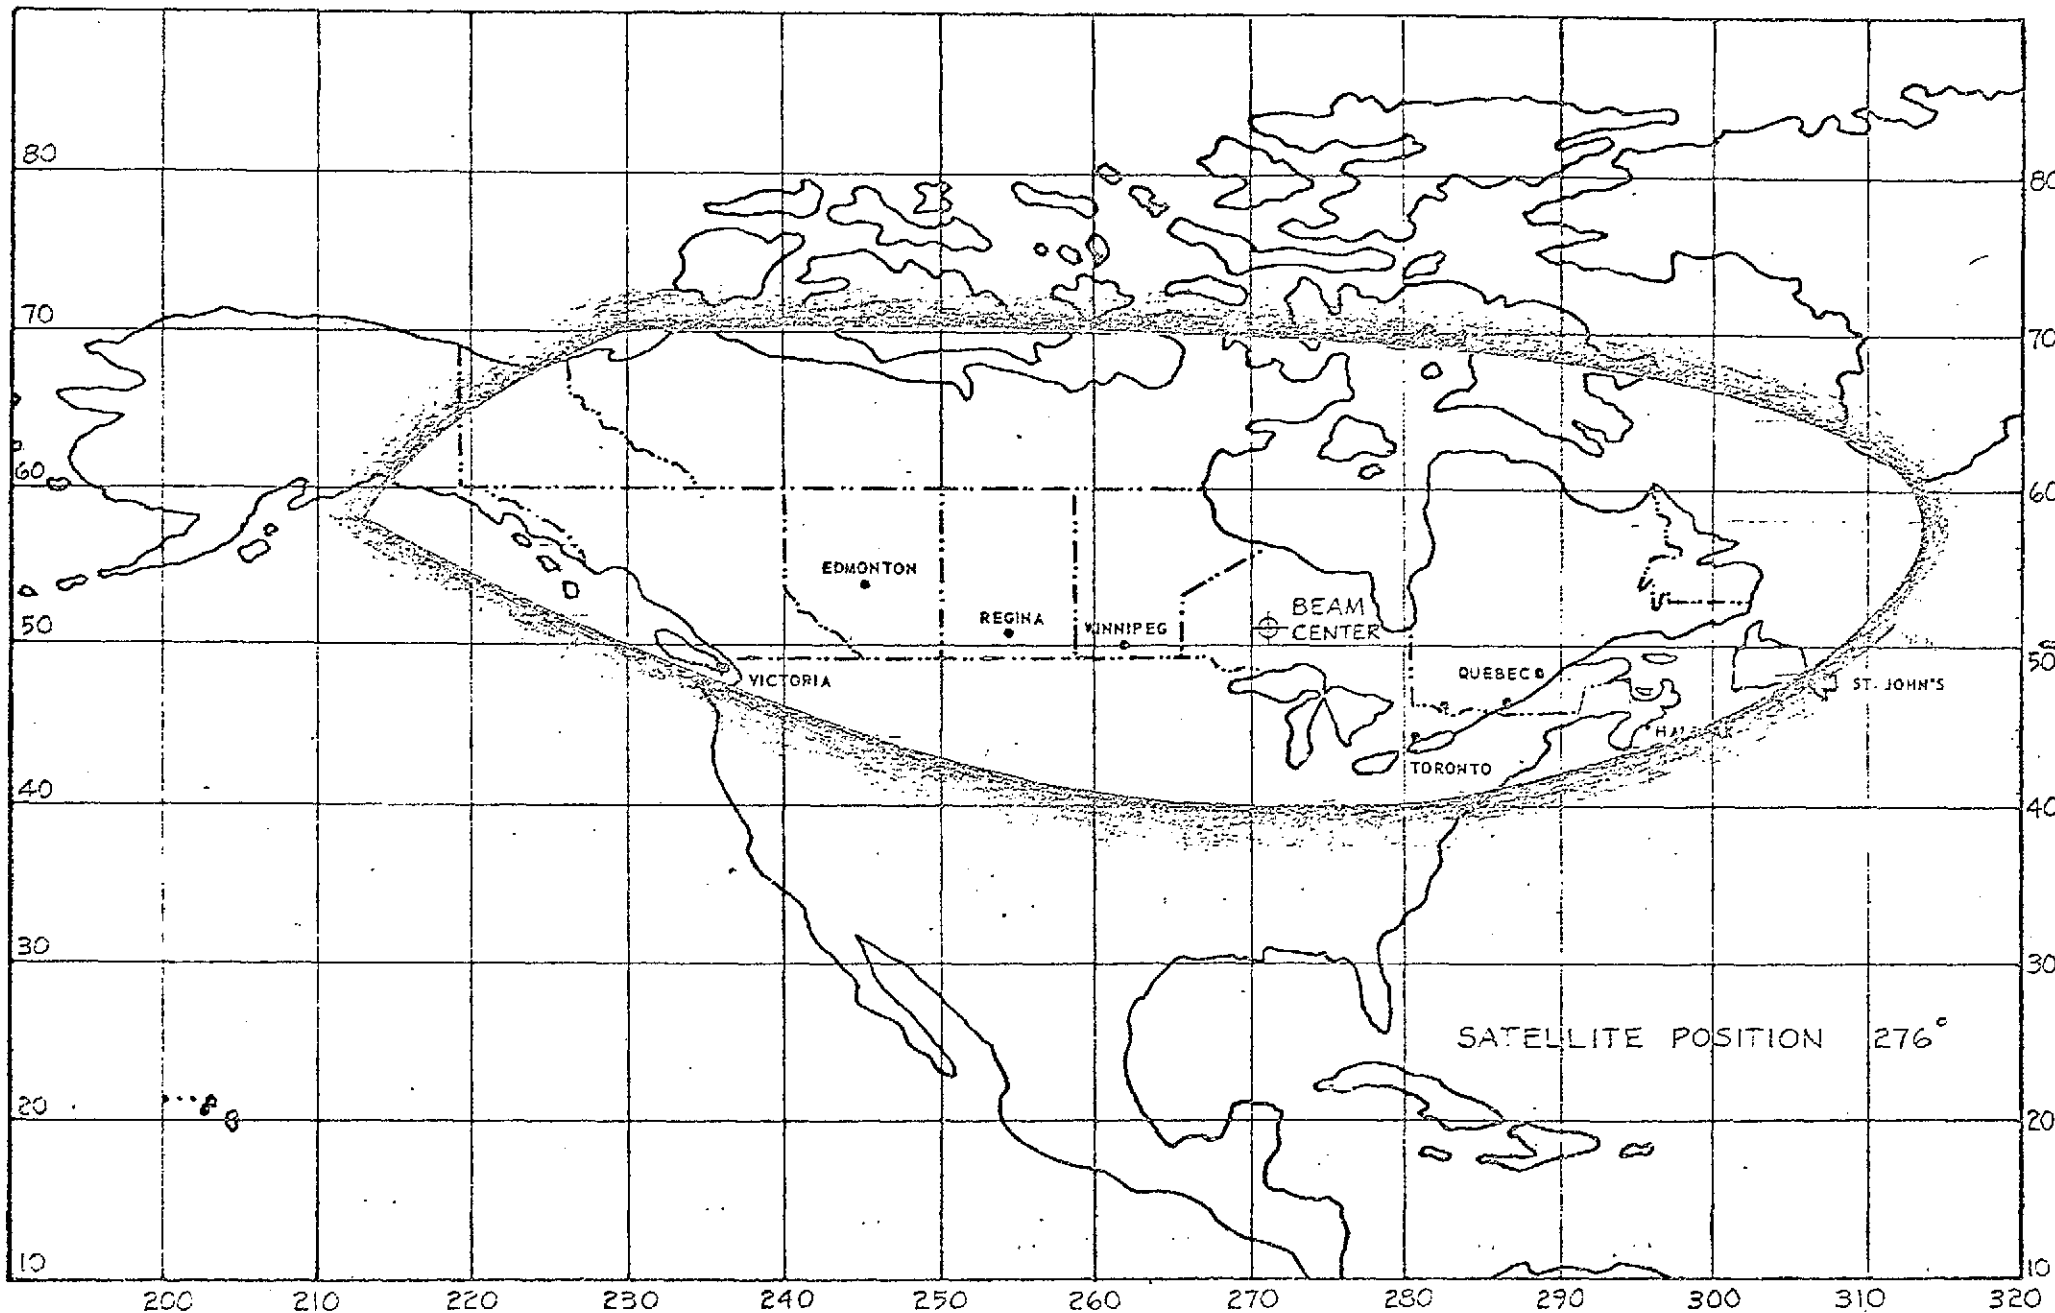 80 80
70 70
60 60
EDMONTON
BEAM
CENTER
REGINA
WINNIPEG
50 50
VICTORIA
QUEBEC
ST. JOHN'S
HALIFAX
TORONTO
40 40
30 30
SATELLITE POSITION 276°
20 20
10 10
200 210 220 230 240 250 260 270 280 290 300 310 320